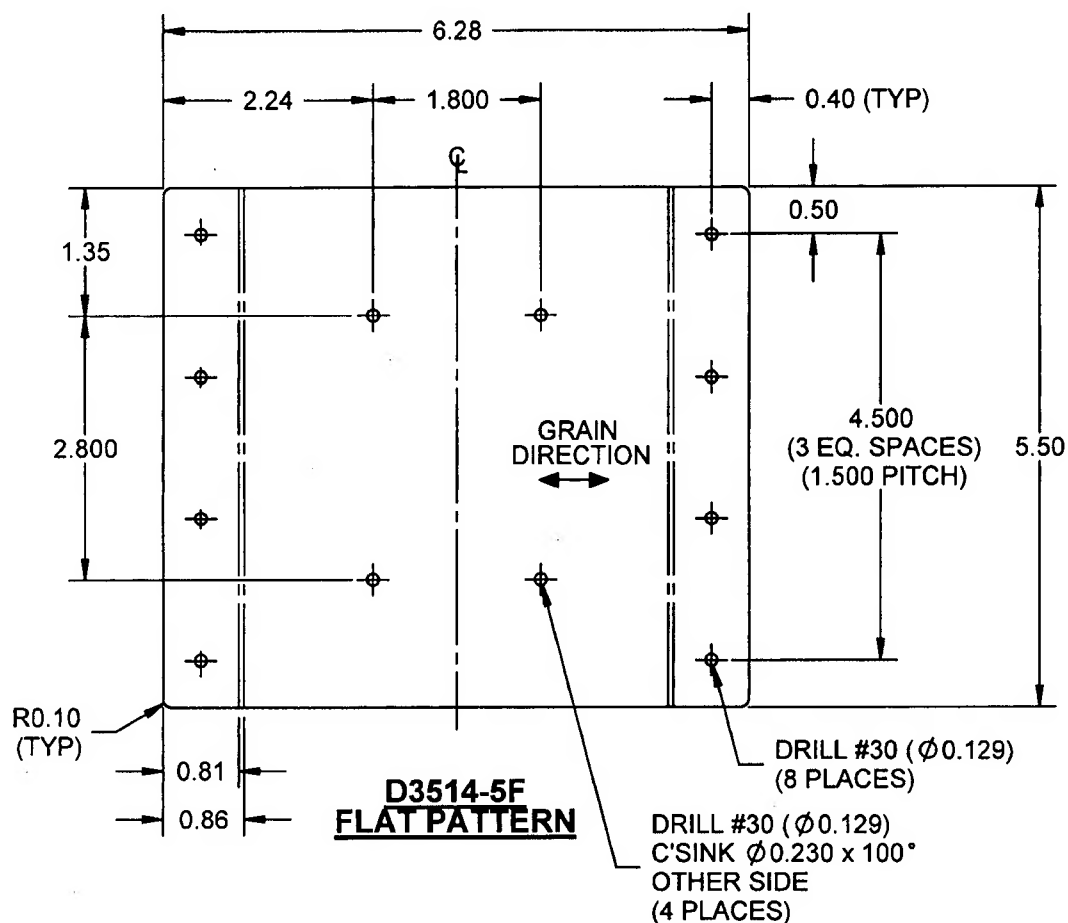 6.28
2.24
1.800
0.40 (TYP)
℄
0.50
1.35
2.800
GRAIN
DIRECTION
4.500
(3 EQ. SPACES)
(1.500 PITCH)
5.50
R0.10
(TYP)
0.81
0.86
D3514-5F
FLAT PATTERN
DRILL #30 (Ø0.129)
(8 PLACES)
DRILL #30 (Ø0.129)
C'SINK Ø0.230 x 100°
OTHER SIDE
(4 PLACES)